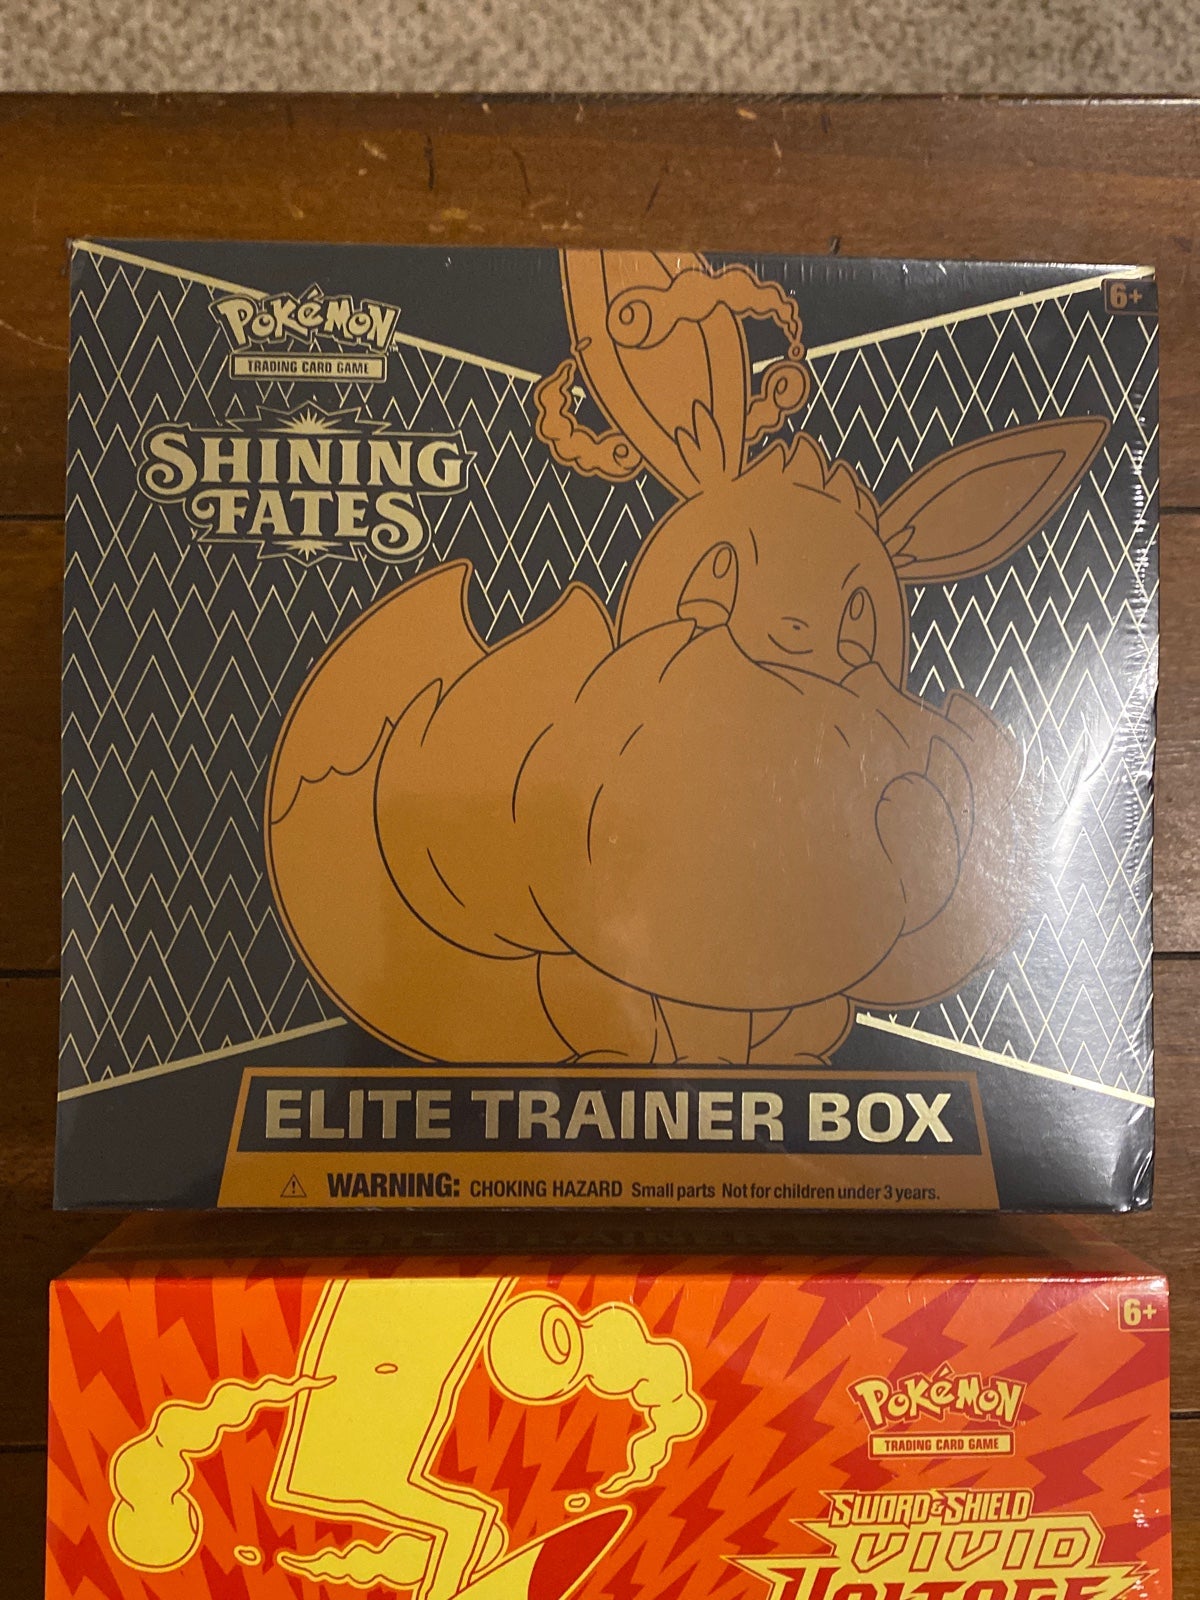 6+
POKéMON
TRADING CARD GAME
SHINING
FATES
ELITE TRAINER BOX
WARNING: CHOKING HAZARD Small parts Not for children under 3 years.
6+
POKéMON
TRADING CARD GAME
SWORD & SHIELD
VIVID
VOLTAGE